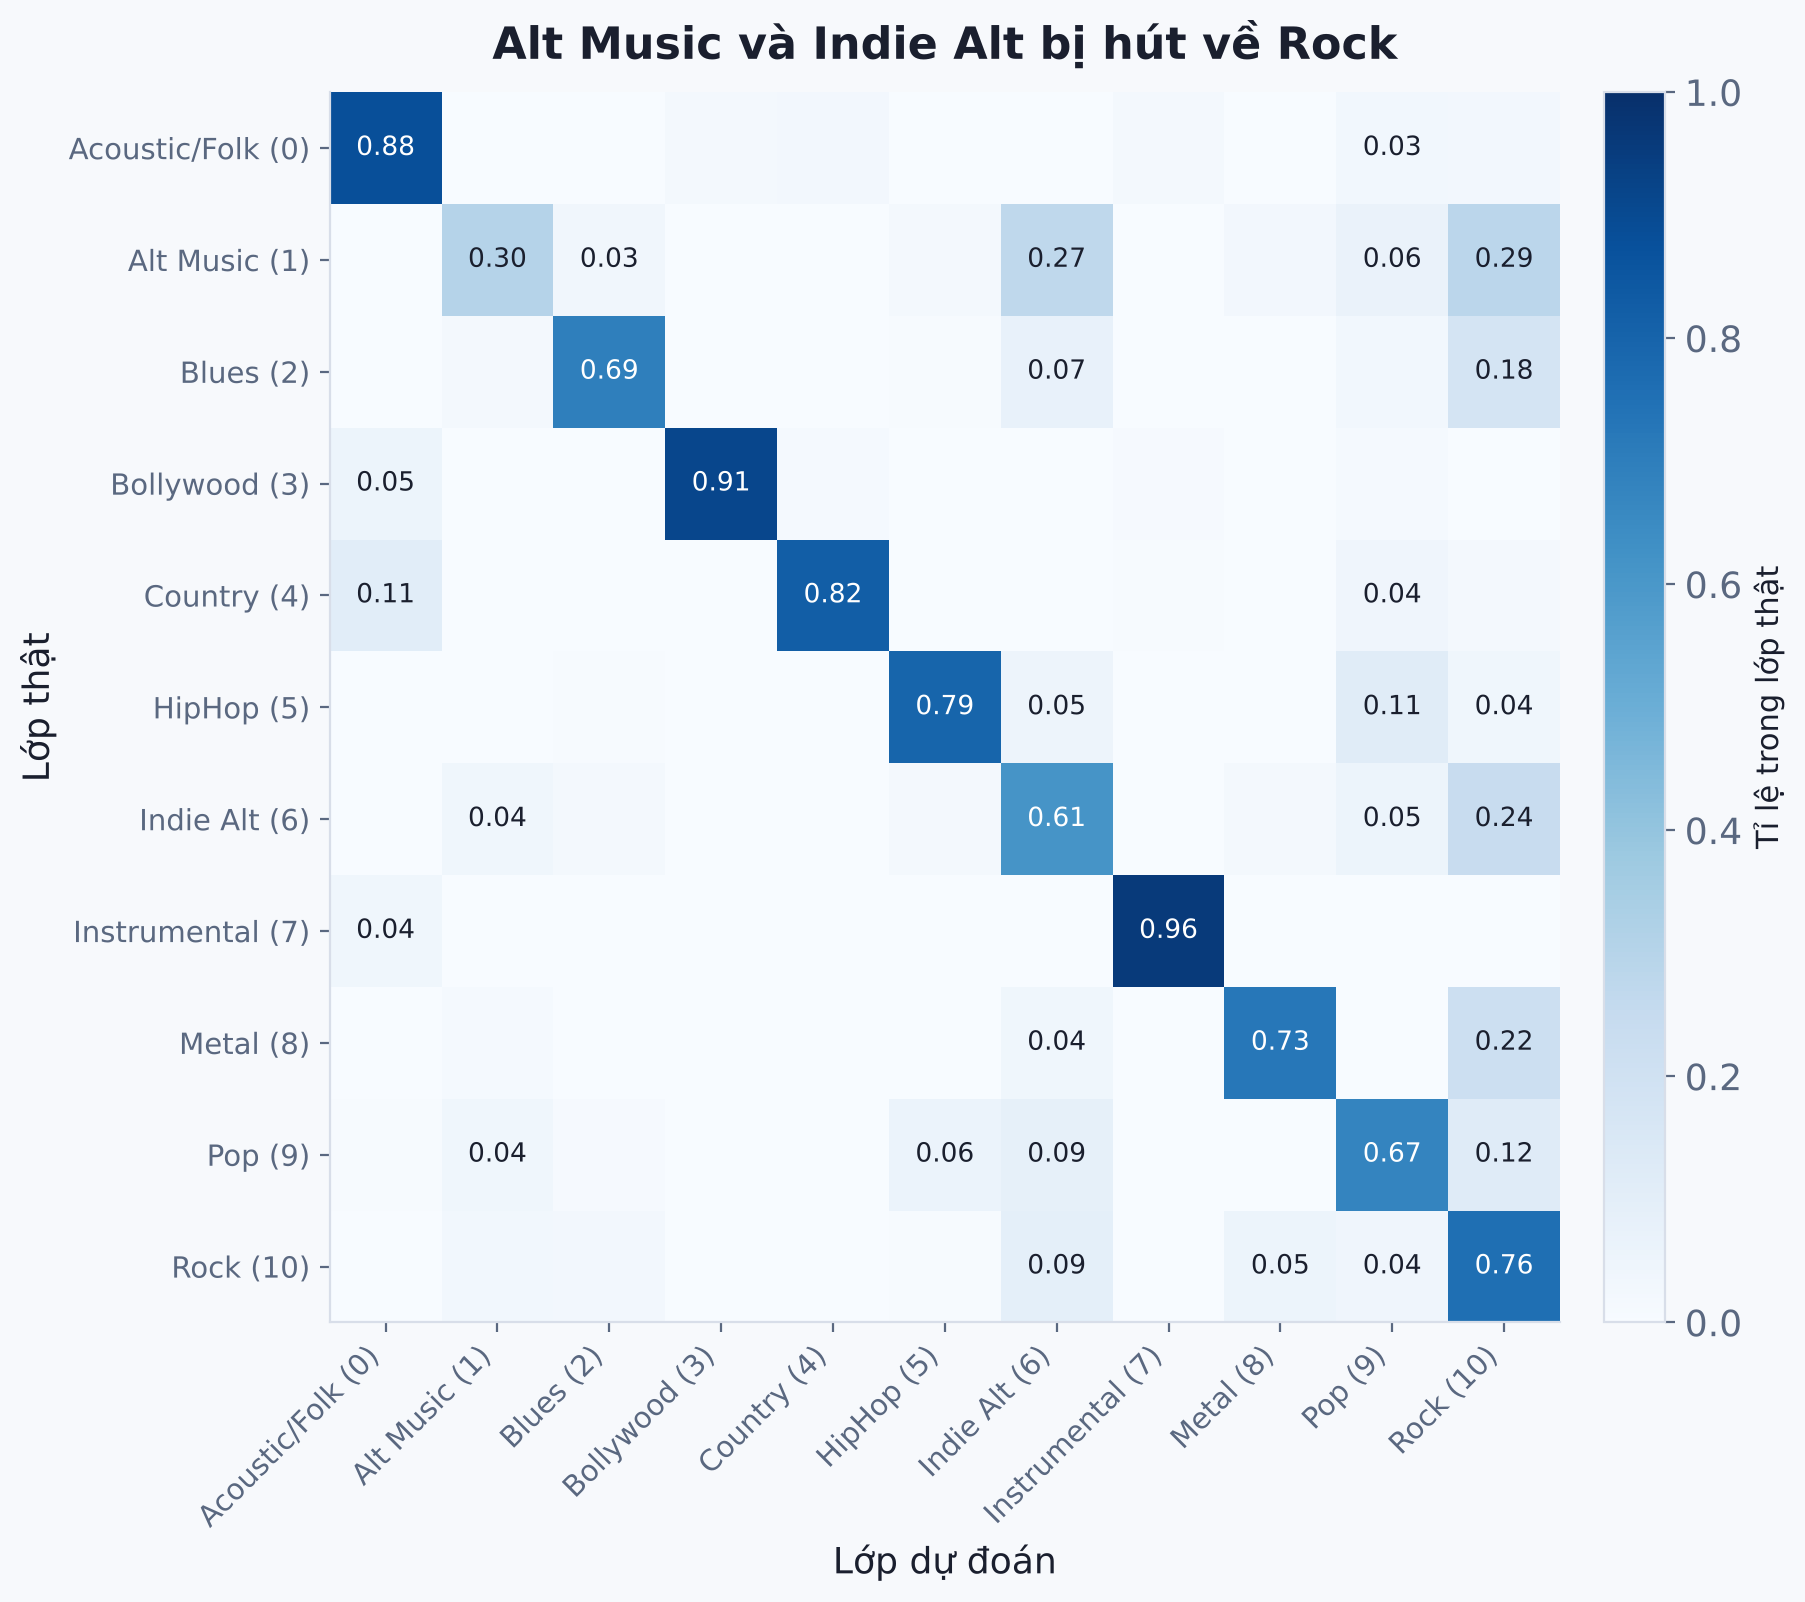 Alt Music và Indie Alt bị hút về Rock
Acoustic/Folk (0) 0.88 0.03
Alt Music (1) 0.30 0.03 0.27 0.06 0.29
Blues (2) 0.69 0.07 0.18
Bollywood (3) 0.05 0.91
Country (4) 0.11 0.82 0.04
HipHop (5) 0.79 0.05 0.11 0.04
Indie Alt (6) 0.04 0.61 0.05 0.24
Instrumental (7) 0.04 0.96
Metal (8) 0.04 0.73 0.22
Pop (9) 0.04 0.06 0.09 0.67 0.12
Rock (10) 0.09 0.05 0.04 0.76
Lớp thật
Acoustic/Folk (0)
Alt Music (1)
Blues (2)
Bollywood (3)
Country (4)
HipHop (5)
Indie Alt (6)
Instrumental (7)
Metal (8)
Pop (9)
Rock (10)
Lớp dự đoán
1.0
0.8
0.6
0.4
0.2
0.0
Tỉ lệ trong lớp thật